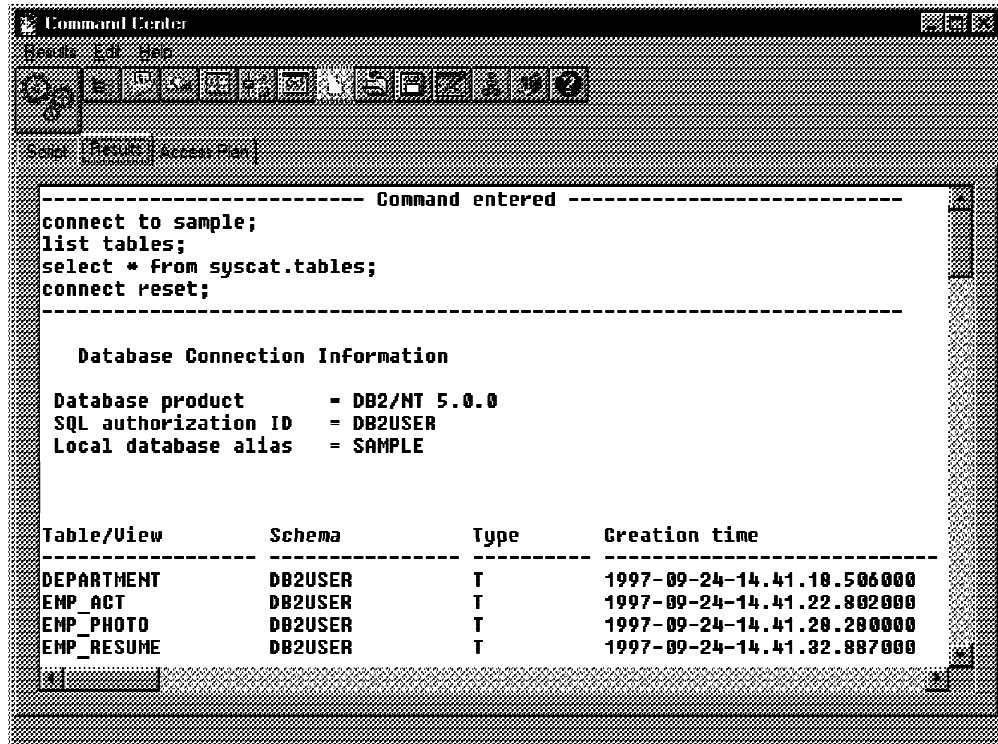 Command Center
Results Edit Help
Script Results Access Plan
--------------------------- Command entered ----------------------------
connect to sample;
list tables;
select * from syscat.tables;
connect reset;
------------------------------------------------------------------------
Database Connection Information
Database product = DB2/NT 5.0.0
SQL authorization ID = DB2USER
Local database alias = SAMPLE
Table/View Schema Type Creation time
------------------ ---------------- ---------- ----------------------------
DEPARTMENT DB2USER T 1997-09-24-14.41.18.506000
EMP_ACT DB2USER T 1997-09-24-14.41.22.802000
EMP_PHOTO DB2USER T 1997-09-24-14.41.28.280000
EMP_RESUME DB2USER T 1997-09-24-14.41.32.887000